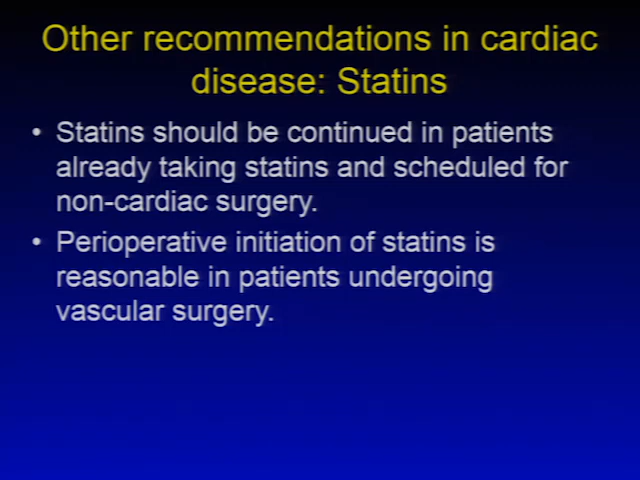 Other recommendations in cardiac
disease: Statins
• Statins should be continued in patients
already taking statins and scheduled for
non-cardiac surgery.
• Perioperative initiation of statins is
reasonable in patients undergoing
vascular surgery.